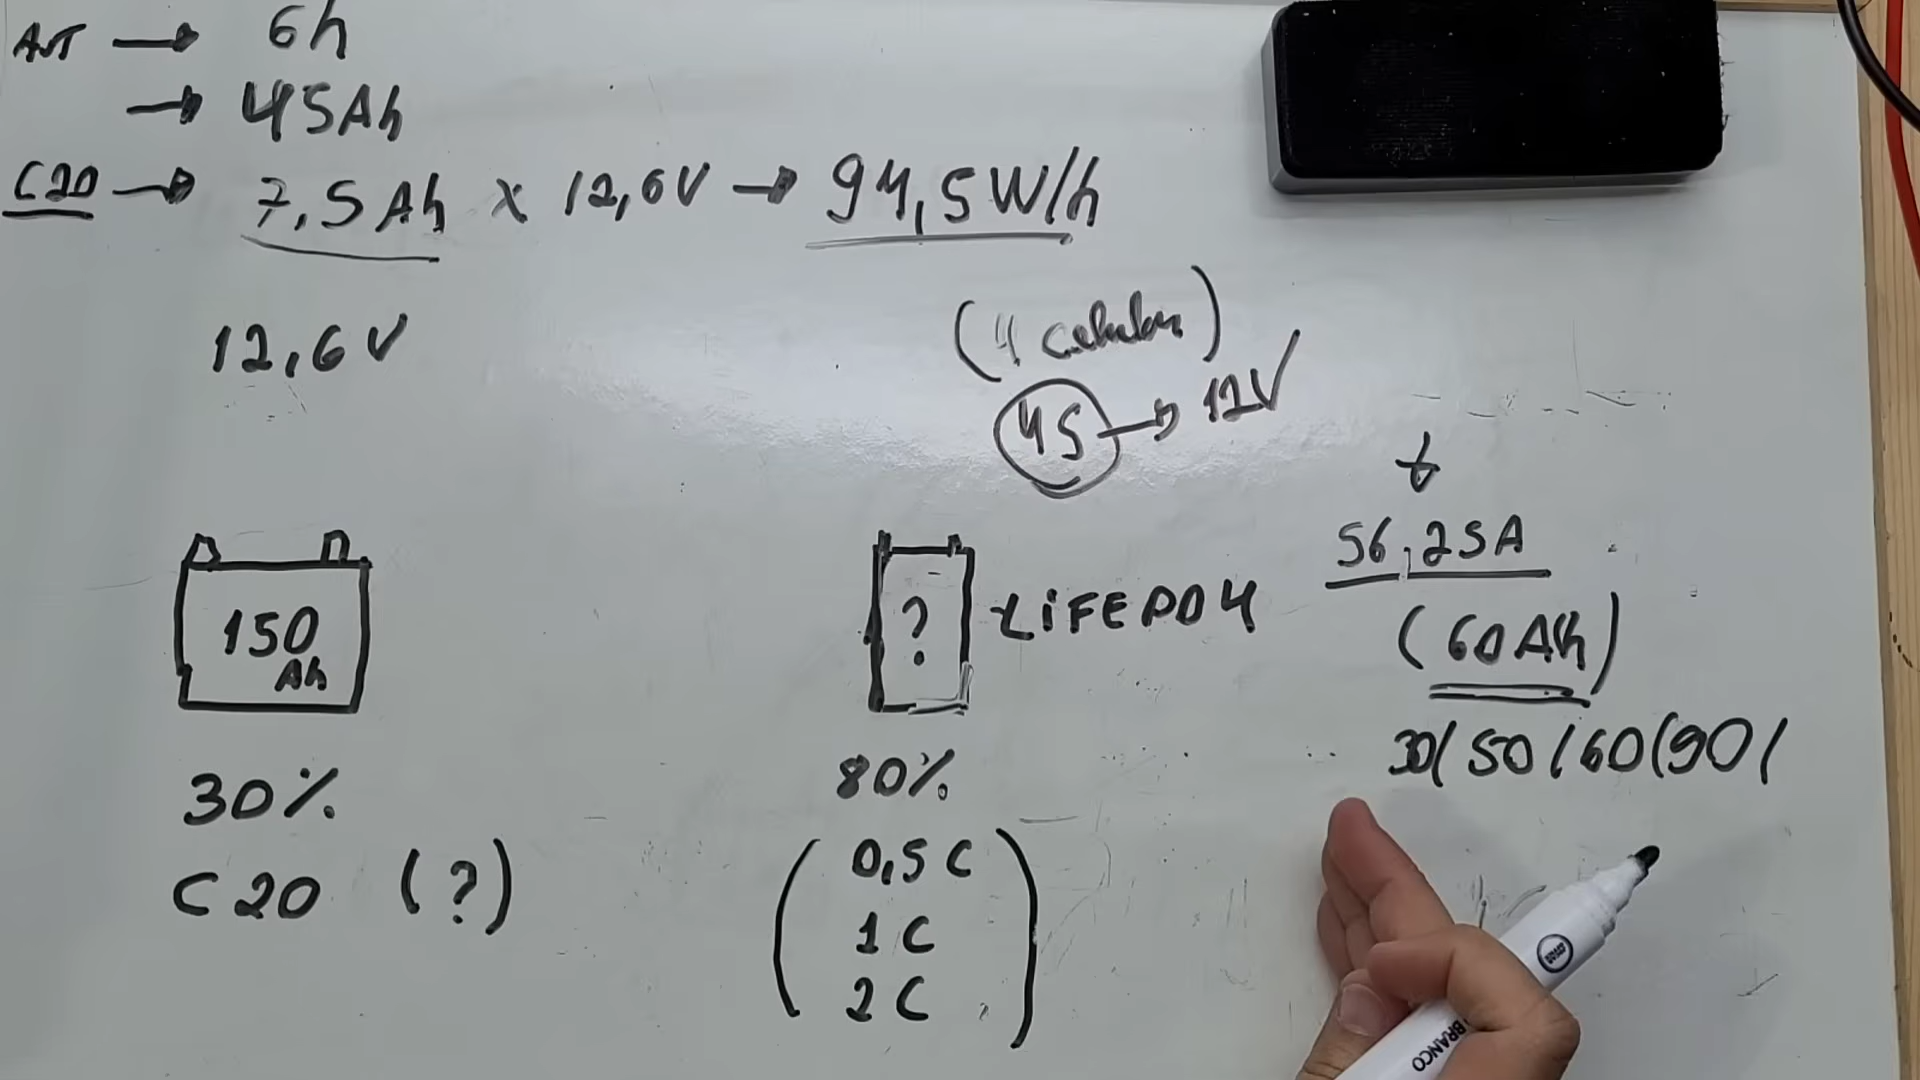 AUT → 6h
→ 45Ah
C20 → 7,5Ah x 12,6V → 94,5W/h
12,6V
(4 celulas)
4S → 12V
56,25A
150
Ah
?
LIFEPO4
(60Ah)
30/50/60/90/
30%
80%
C20 (?)
0,5C
1C
2C
BRANCO